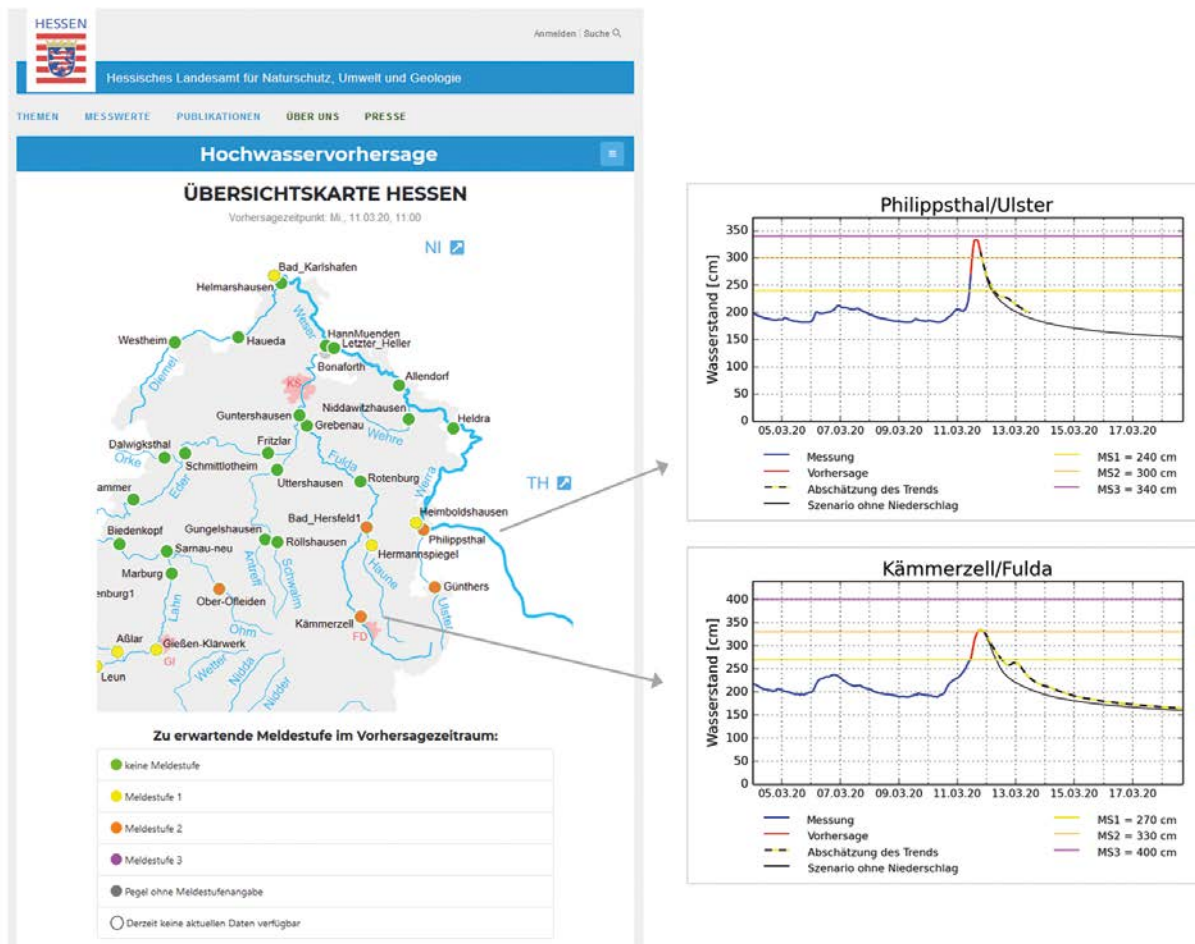 HESSEN
Anmelden | Suche
Hessisches Landesamt für Naturschutz, Umwelt und Geologie
THEMEN MESSWERTE PUBLIKATIONEN ÜBER UNS PRESSE
Hochwasservorhersage
ÜBERSICHTSKARTE HESSEN
Vorhersagezeitpunkt: Mi., 11.03.20, 11:00
NI
Bad_Karlshafen
Helmarshausen
Weser
HannMuenden
Westheim
Haueda
Letzter_Heller
Diemel
Bonaforth
KS
Allendorf
Niddawitzhausen
Guntershausen
Heldra
Grebenau
Wehre
Dalwigksthal
Fritzlar
Orke
Schmittlotheim
Fulda
Eder
Uttershausen
Rotenburg
Werra
TH
ammer
Heimboldshausen
Bad_Hersfeld1
Biedenkopf
Gungelshausen
Philippsthal
Sarnau-neu
Röllshausen
Hermannspiegel
Antreff
Schwalm
Haune
Marburg
Günthers
enburg1
Lahn
Ober-Ofleiden
Ulster
Kämmerzell
Ohm
FD
Aßlar
Gießen-Klärwerk
GI
Wetter
Nidda
Nidder
Leun
Zu erwartende Meldestufe im Vorhersagezeitraum:
keine Meldestufe
Meldestufe 1
Meldestufe 2
Meldestufe 3
Pegel ohne Meldestufenangabe
Derzeit keine aktuellen Daten verfügbar
Philippsthal/Ulster
Wasserstand [cm]
350
300
250
200
150
100
50
0
05.03.20 07.03.20 09.03.20 11.03.20 13.03.20 15.03.20 17.03.20
Messung MS1 = 240 cm
Vorhersage MS2 = 300 cm
Abschätzung des Trends MS3 = 340 cm
Szenario ohne Niederschlag
Kämmerzell/Fulda
Wasserstand [cm]
400
350
300
250
200
150
100
50
0
05.03.20 07.03.20 09.03.20 11.03.20 13.03.20 15.03.20 17.03.20
Messung MS1 = 270 cm
Vorhersage MS2 = 330 cm
Abschätzung des Trends MS3 = 400 cm
Szenario ohne Niederschlag